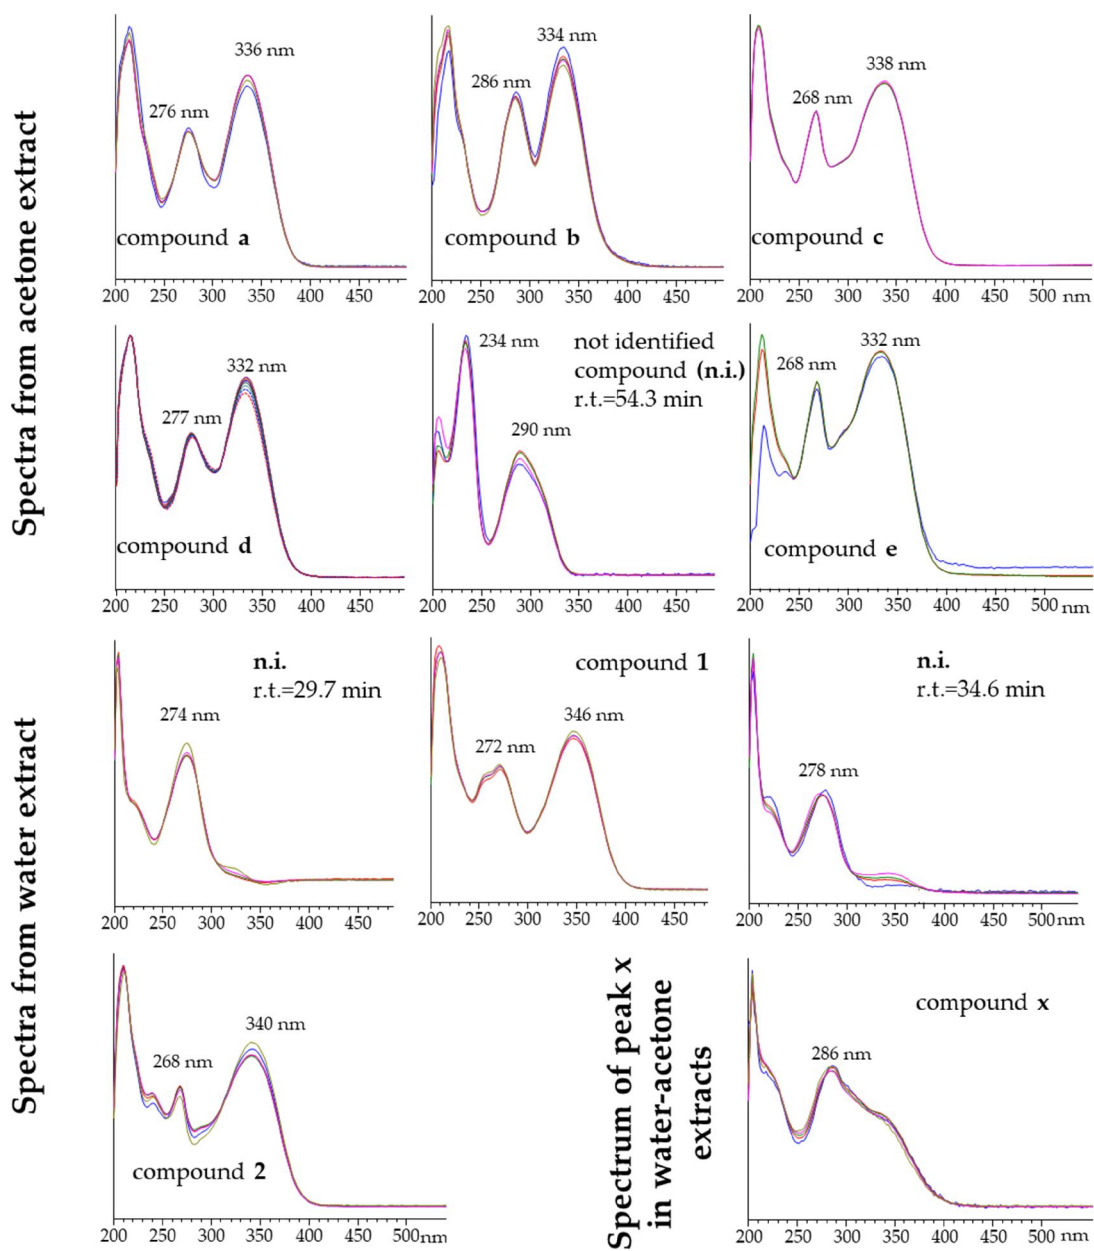 Spectra from acetone extract
276 nm
336 nm
compound a
200 250 300 350 400 450
286 nm
334 nm
compound b
200 250 300 350 400 450
268 nm
338 nm
compound c
200 250 300 350 400 450 500 nm
277 nm
332 nm
compound d
200 250 300 350 400 450
234 nm
290 nm
not identified
compound (n.i.)
r.t.=54.3 min
200 250 300 350 400 450
268 nm
332 nm
compound e
200 250 300 350 400 450 500 nm
Spectra from water extract
n.i.
r.t.=29.7 min
274 nm
200 250 300 350 400 450
compound 1
272 nm
346 nm
200 250 300 350 400 450
n.i.
r.t.=34.6 min
278 nm
200 250 300 350 400 450 500 nm
268 nm
340 nm
compound 2
200 250 300 350 400 450 500nm
Spectrum of peak x
in water-acetone
extracts
compound x
286 nm
200 250 300 350 400 450 500 nm